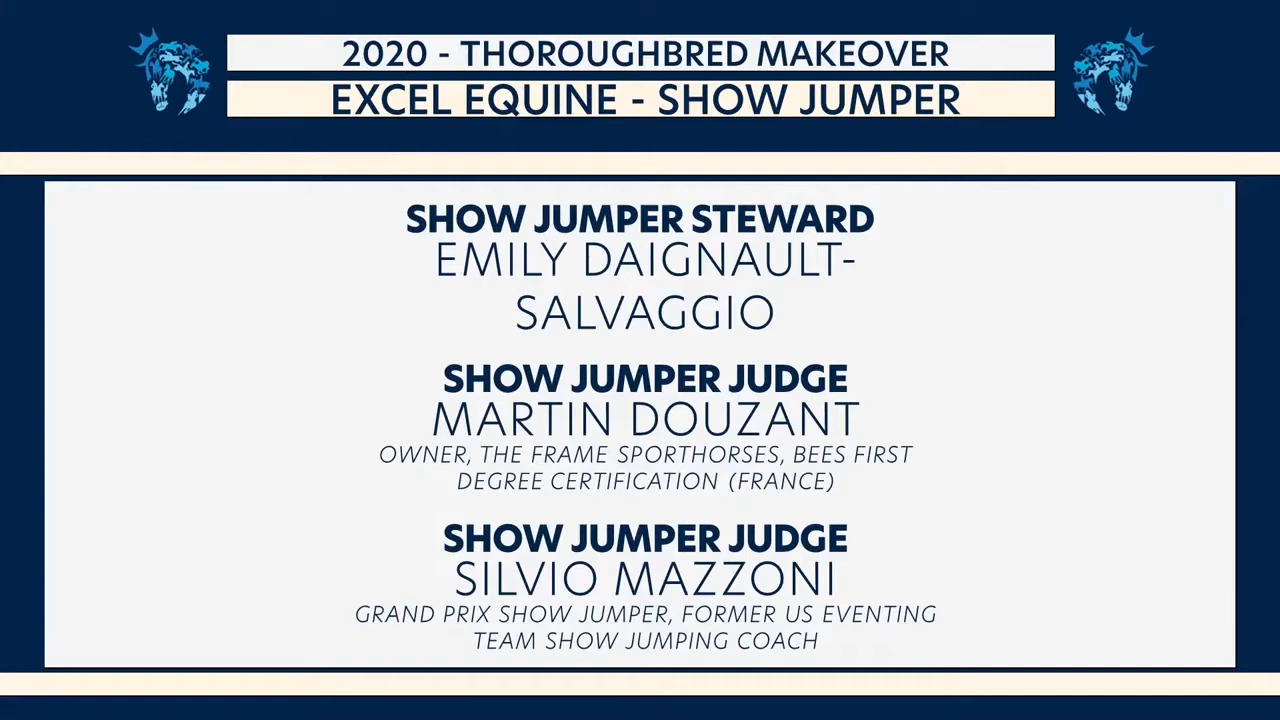 2020 - THOROUGHBRED MAKEOVER
EXCEL EQUINE - SHOW JUMPER
SHOW JUMPER STEWARD
EMILY DAIGNAULT-
SALVAGGIO
SHOW JUMPER JUDGE
MARTIN DOUZANT
OWNER, THE FRAME SPORTHORSES, BEES FIRST
DEGREE CERTIFICATION (FRANCE)
SHOW JUMPER JUDGE
SILVIO MAZZONI
GRAND PRIX SHOW JUMPER, FORMER US EVENTING
TEAM SHOW JUMPING COACH